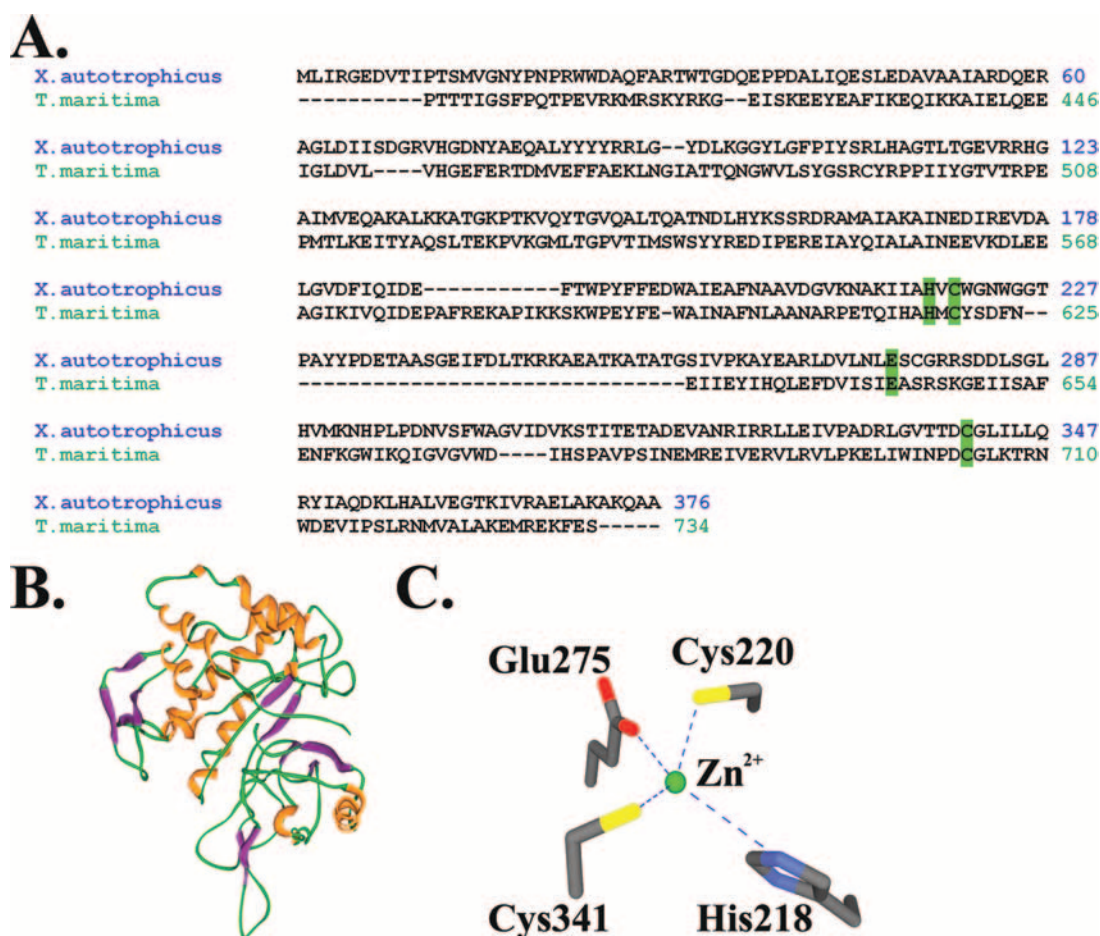 A.
X.autotrophicus MLIRGEDVTIPTSMVGNYPNPRWWDAQFARTWTGDQEPPDALIQESLEDAVAAIARDQER 60
T.maritima ----------PTTTIGSFPQTPEVRKMRSKYRKG--EISKEEYEAFIKEQIKKAIELQEE 446
X.autotrophicus AGLDIISDGRVHGDNYAEQALYYYYRRLG--YDLKGGYLGFPIYSRLHAGTLTGEVRRHG 123
T.maritima IGLDVL----VHGEFERTDMVEFFAEKLNGIATTQNGWVLSYGSRCYRPPIIYGTVTRPE 508
X.autotrophicus AIMVEQAKALKKATGKPTKVQYTGVQALTQATNDLHYKSSRDRAMAIAKAINEDIREVDA 178
T.maritima PMTLKEITYAQSLTEKPVKGMLTGPVTIMSWSYYREDIPEREIAYQIALAINEEVKDLEE 568
X.autotrophicus LGVDFIQIDE-----------FTWPYFFEDWAIEAFNAAVDGVKNAKIIAHVCWGNWGGT 227
T.maritima AGIKIVQIDEPAFREKAPIKKSKWPEYFE-WAINAFNLAANARPETQIHAHMCYSDFN-- 625
X.autotrophicus PAYYPDETAASGEIFDLTKRKAEATKATATGSIVPKAYEARLDVLNLESCGRRSDDLSGL 287
T.maritima -------------------------------EIIEYIHQLEFDVISIEASRSKGEIISAF 654
X.autotrophicus HVMKNHPLPDNVSFWAGVIDVKSTITETADEVANRIRRLLEIVPADRLGVTTDCGLILLQ 347
T.maritima ENFKGWIKQIGVGVWD----IHSPAVPSINEMREIVERVLRVLPKELIWINPDCGLKTRN 710
X.autotrophicus RYIAQDKLHALVEGTKIVRAELAKAKQAA 376
T.maritima WDEVIPSLRNMVALAKEMREKFES----- 734
B.
C.
Glu275 Cys220
Zn²⁺
Cys341 His218